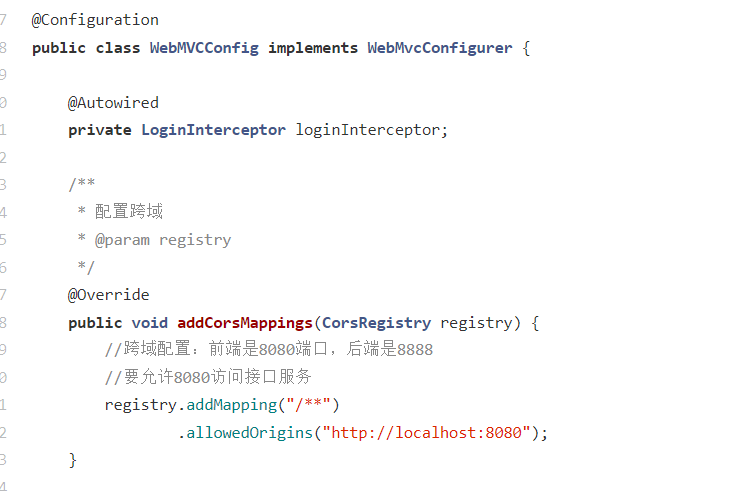 7 @Configuration
8 public class WebMVCConfig implements WebMvcConfigurer {
9
0 @Autowired
1 private LoginInterceptor loginInterceptor;
2
3 /**
4 * 配置跨域
5 * @param registry
6 */
7 @Override
8 public void addCorsMappings(CorsRegistry registry) {
9 //跨域配置：前端是8080端口，后端是8888
0 //要允许8080访问接口服务
1 registry.addMapping("/**")
2 .allowedOrigins("http://localhost:8080");
3 }
4